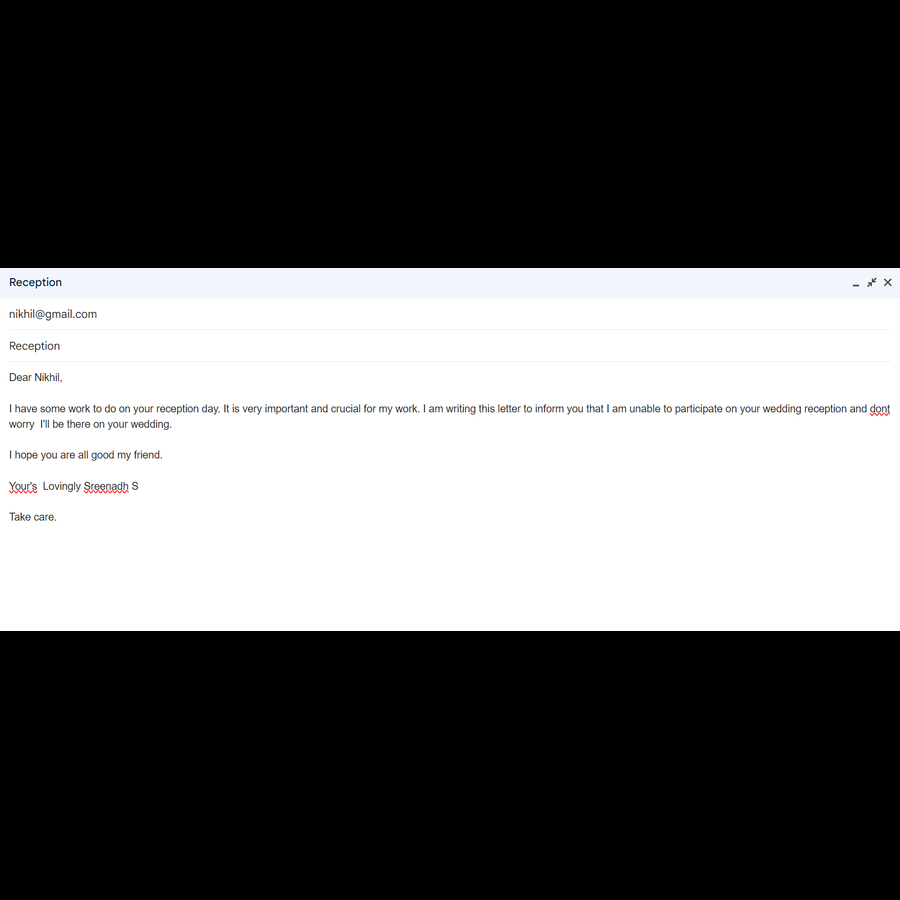 Reception
nikhil@gmail.com
Reception
Dear Nikhil,
I have some work to do on your reception day. It is very important and crucial for my work. I am writing this letter to inform you that I am unable to participate on your wedding reception and dont
worry  I'll be there on your wedding.
I hope you are all good my friend.
Your's  Lovingly Sreenadh S
Take care.